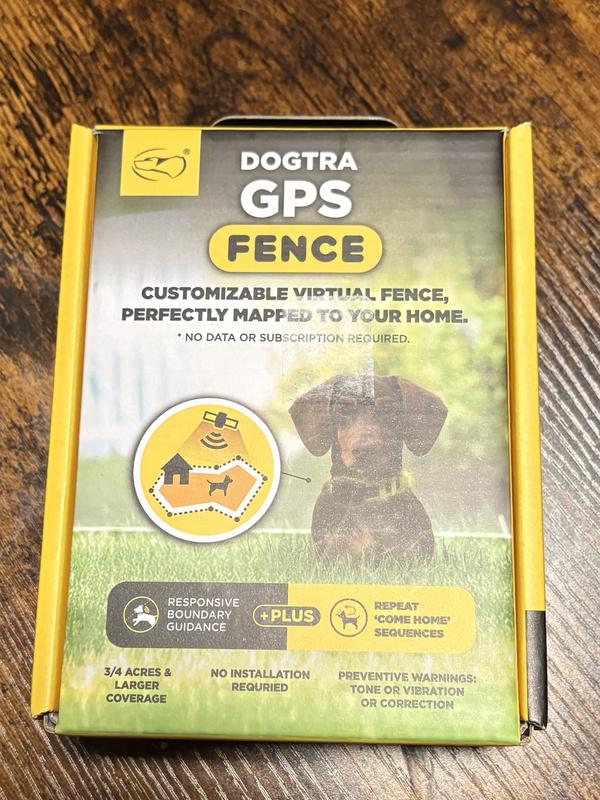 DOGTRA
GPS
FENCE
CUSTOMIZABLE VIRTUAL FENCE,
PERFECTLY MAPPED TO YOUR HOME.
* NO DATA OR SUBSCRIPTION REQUIRED.
RESPONSIVE
BOUNDARY
GUIDANCE
+PLUS
REPEAT
'COME HOME'
SEQUENCES
3/4 ACRES &
LARGER
COVERAGE
NO INSTALLATION
REQURIED
PREVENTIVE WARNINGS:
TONE OR VIBRATION
OR CORRECTION